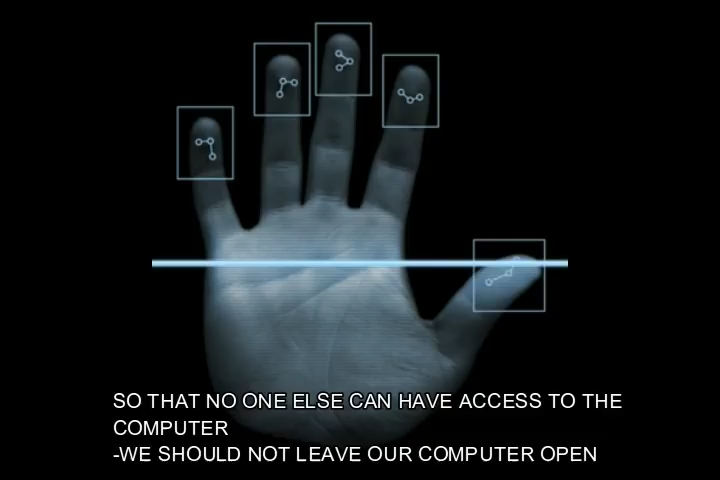 SO THAT NO ONE ELSE CAN HAVE ACCESS TO THE
COMPUTER
-WE SHOULD NOT LEAVE OUR COMPUTER OPEN